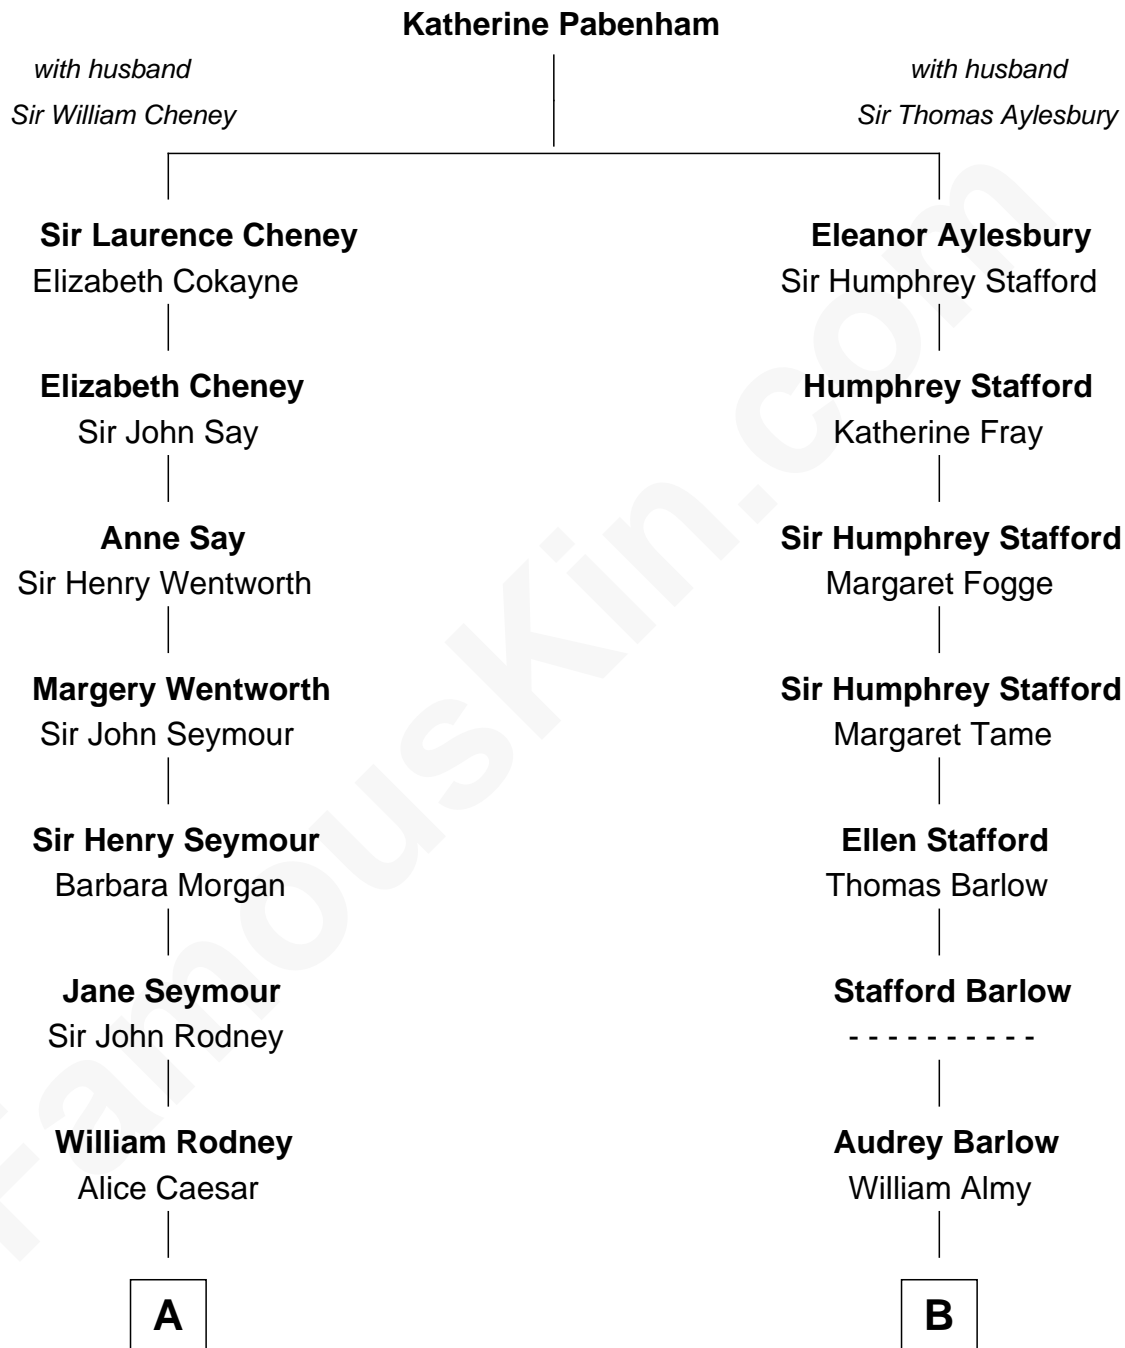 Katherine Pabenham
with husband
Sir William Cheney
with husband
Sir Thomas Aylesbury
Sir Laurence Cheney
Elizabeth Cokayne
Eleanor Aylesbury
Sir Humphrey Stafford
Elizabeth Cheney
Sir John Say
Humphrey Stafford
Katherine Fray
Anne Say
Sir Henry Wentworth
Sir Humphrey Stafford
Margaret Fogge
Margery Wentworth
Sir John Seymour
Sir Humphrey Stafford
Margaret Tame
Sir Henry Seymour
Barbara Morgan
Ellen Stafford
Thomas Barlow
Jane Seymour
Sir John Rodney
Stafford Barlow
- - - - - - - - - -
William Rodney
Alice Caesar
Audrey Barlow
William Almy
A
B
FamousKin.com